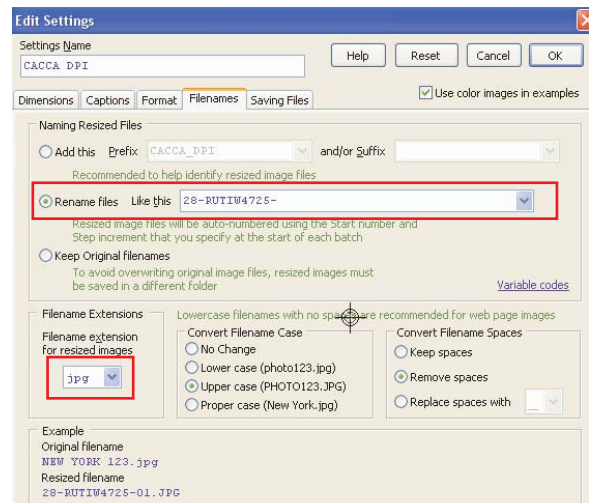 Edit Settings
Settings Name
CACCA DPI
Help Reset Cancel OK
Dimensions Captions Format Filenames Saving Files
Use color images in examples
Naming Resized Files
Add this Prefix CACCA_DPI and/or Suffix
Recommended to help identify resized image files
Rename files Like this 28-RUTIW4725-
Resized image files will be auto-numbered using the Start number and
Step increment that you specify at the start of each batch
Keep Original filenames
To avoid overwriting original image files, resized images must
be saved in a different folder
Variable codes
Filename Extensions
Lowercase filenames with no spaces are recommended for web page images
Filename extension
for resized images
jpg
Convert Filename Case
No Change
Lower case (photo123.jpg)
Upper case (PHOTO123.JPG)
Proper case (New York.jpg)
Convert Filename Spaces
Keep spaces
Remove spaces
Replace spaces with _
Example
Original filename
NEW YORK 123.jpg
Resized filename
28-RUTIW4725-01.JPG